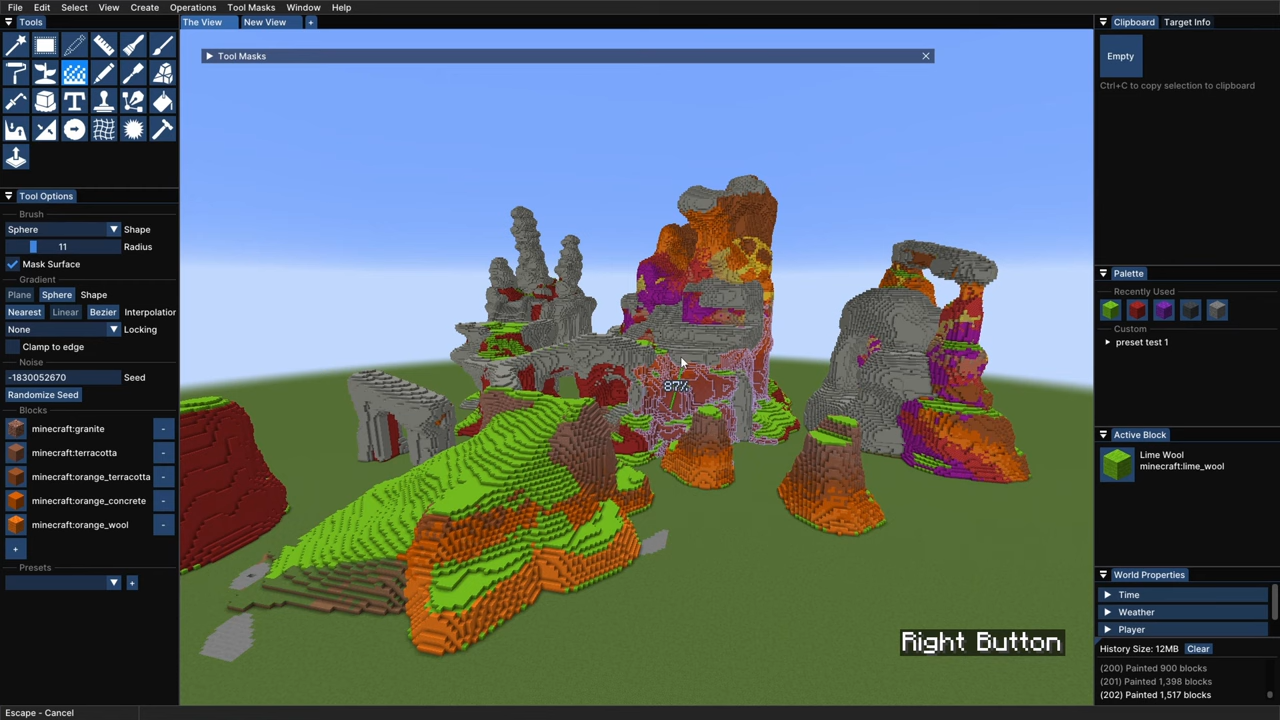 File Edit Select View Create Operations Tool Masks Window Help
Tools
The View New View +
Clipboard Target Info
Tool Masks
Empty
Ctrl+C to copy selection to clipboard
Tool Options
Brush
Sphere Shape
11 Radius
Mask Surface
Gradient
Plane Sphere Shape
Nearest Linear Bezier Interpolation
None Locking
Clamp to edge
Noise
-1830052670 Seed
Randomize Seed
Blocks
minecraft:granite -
minecraft:terracotta -
minecraft:orange_terracotta -
minecraft:orange_concrete -
minecraft:orange_wool -
+
Presets
+
87%
Right Button
Palette
Recently Used
Custom
preset test 1
Active Block
Lime Wool
minecraft:lime_wool
World Properties
Time
Weather
Player
History Size: 12MB Clear
(200) Painted 900 blocks
(201) Painted 1,398 blocks
(202) Painted 1,517 blocks
Escape - Cancel